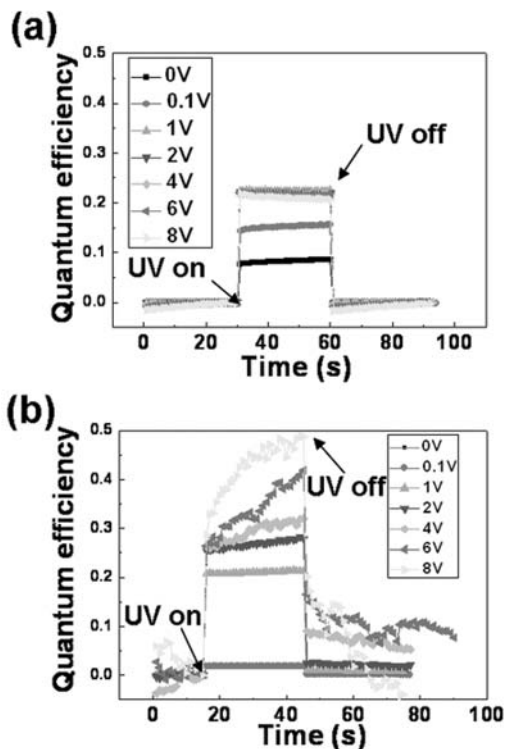 (a)
0.5
0.4
0.3
0.2
0.1
0.0
Quantum efficiency
0V
0.1V
1V
2V
4V
6V
8V
UV off
UV on
0 20 40 60 80 100
Time (s)
(b)
0.5
0.4
0.3
0.2
0.1
0.0
Quantum efficiency
0V
0.1V
1V
2V
4V
6V
8V
UV off
UV on
0 20 40 60 80 100
Time (s)